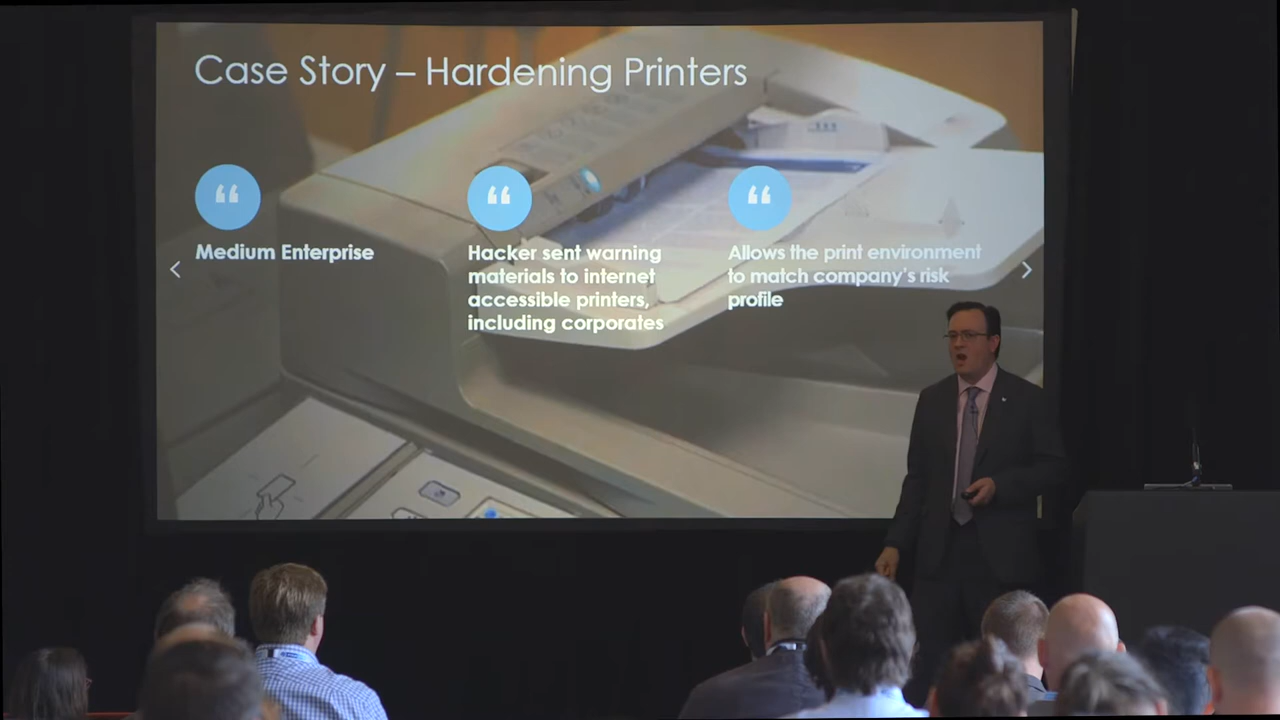 Case Story – Hardening Printers
Medium Enterprise
Hacker sent warning
materials to internet
accessible printers,
including corporates
Allows the print environment
to match company's risk
profile